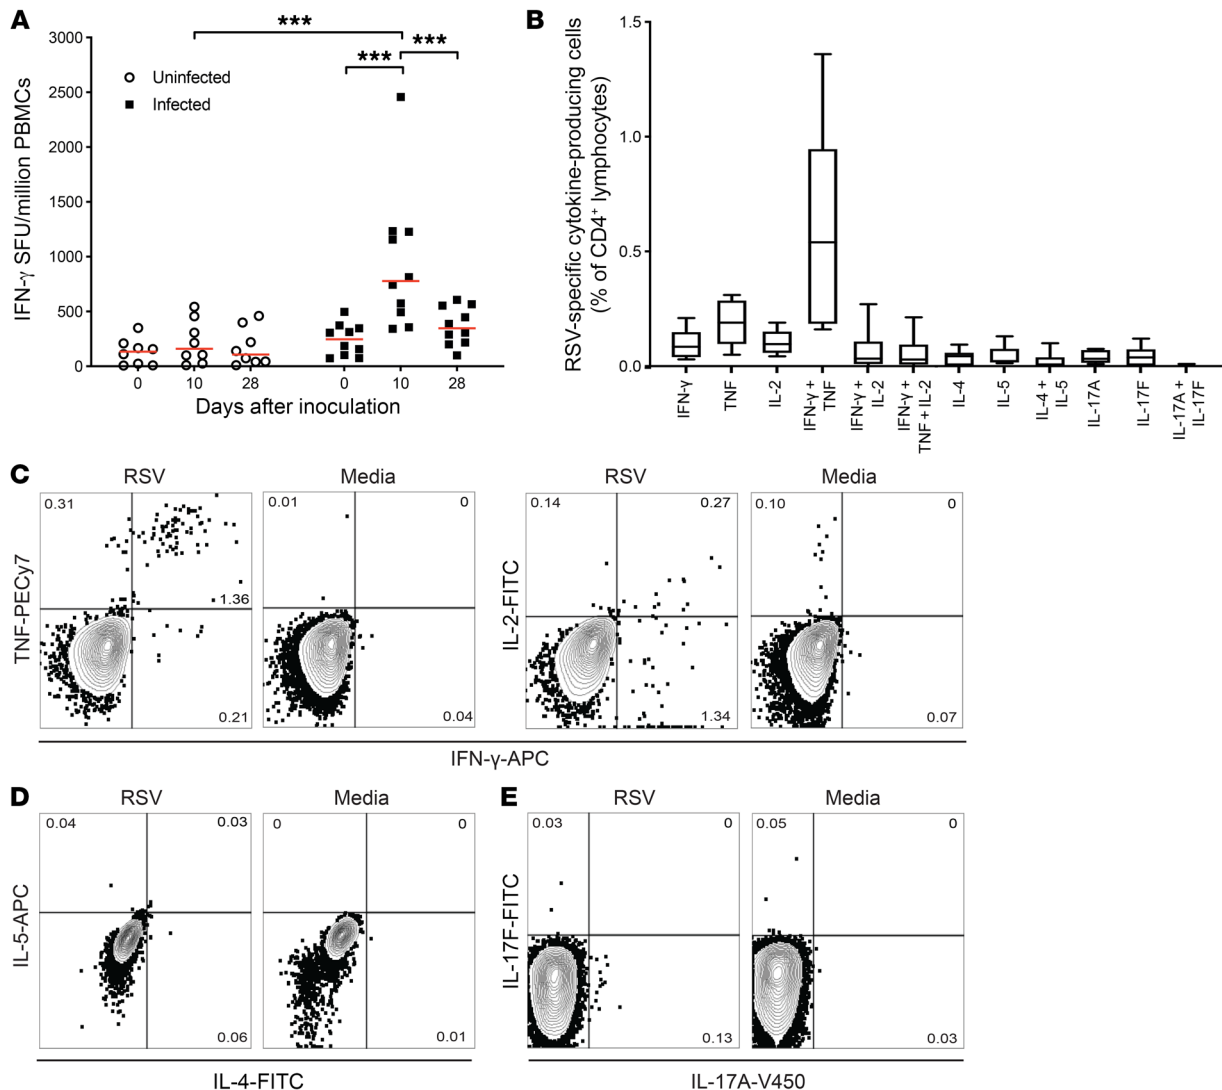 A
***
***
***
3000
2500
2000
1500
1000
500
0
IFN-γ SFU/million PBMCs
Uninfected
Infected
0 10 28 0 10 28
Days after inoculation
B
RSV-specific cytokine-producing cells
(% of CD4⁺ lymphocytes)
1.5
1.0
0.5
0.0
IFN-γ
TNF
IL-2
IFN-γ +
TNF
IFN-γ +
IL-2
IFN-γ +
TNF + IL-2
IL-4
IL-5
IL-4 +
IL-5
IL-17A
IL-17F
IL-17A +
IL-17F
C
RSV Media RSV Media
TNF-PECy7
0.31
1.36
0.21
0.01 0
0.04
IL-2-FITC
0.14 0.27
1.34
0.10 0
0.07
IFN-γ-APC
D
RSV Media
IL-5-APC
0.04 0.03
0.06
0 0
0.01
IL-4-FITC
E
RSV Media
IL-17F-FITC
0.03 0
0.13
0.05 0
0.03
IL-17A-V450